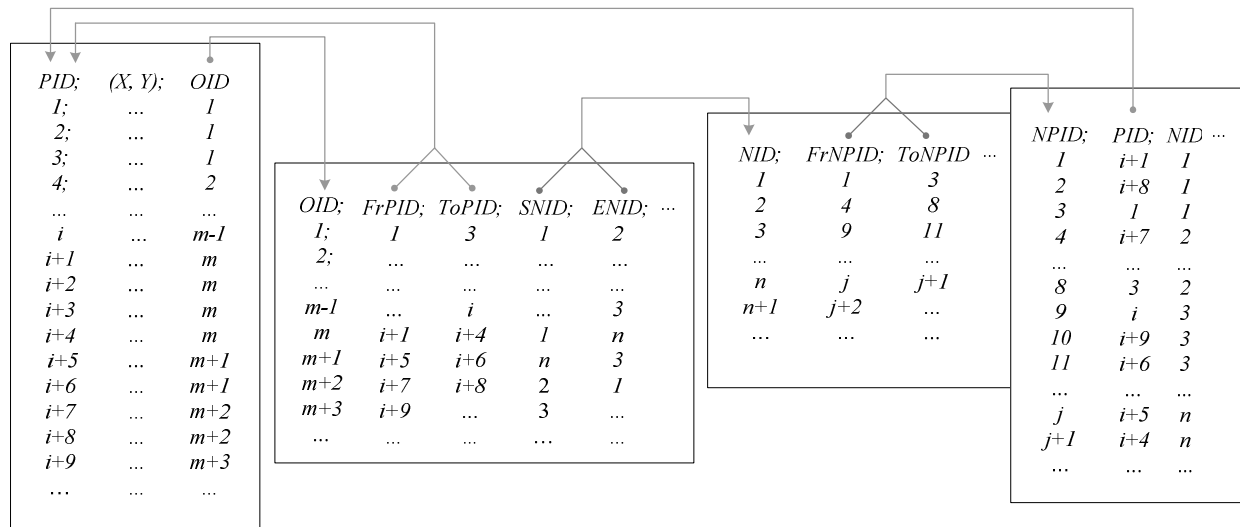 PID; (X, Y); OID
1; ... 1
2; ... 1
3; ... 1
4; ... 2
... ... ...
i ... m-1
i+1 ... m
i+2 ... m
i+3 ... m
i+4 ... m
i+5 ... m+1
i+6 ... m+1
i+7 ... m+2
i+8 ... m+2
i+9 ... m+3
... ... ...
OID; FrPID; ToPID; SNID; ENID; ...
1; 1 3 1 2
2; ... ... ... ...
... ... ... ... ...
m-1 ... i ... 3
m i+1 i+4 1 n
m+1 i+5 i+6 n 3
m+2 i+7 i+8 2 1
m+3 i+9 ... 3 ...
... ... ... ... ...
NID; FrNPID; ToNPID ...
1 1 3
2 4 8
3 9 11
... ... ...
n j j+1
n+1 j+2 ...
... ... ...
NPID; PID; NID ...
1 i+1 1
2 i+8 1
3 1 1
4 i+7 2
... ... ...
8 3 2
9 i 3
10 i+9 3
11 i+6 3
... ... ...
j i+5 n
j+1 i+4 n
... ... ...